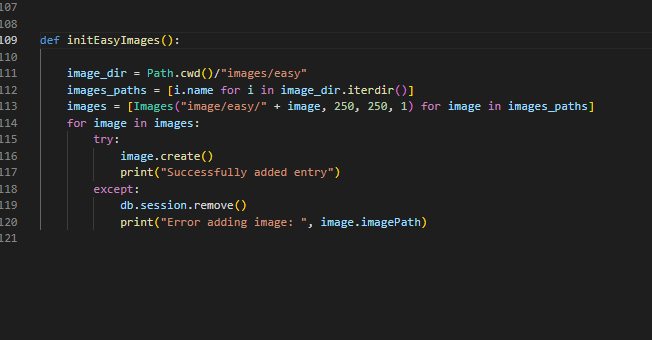 107
108
109 def initEasyImages():
110
111     image_dir = Path.cwd()/"images/easy"
112     images_paths = [i.name for i in image_dir.iterdir()]
113     images = [Images("image/easy/" + image, 250, 250, 1) for image in images_paths]
114     for image in images:
115         try:
116             image.create()
117             print("Successfully added entry")
118         except:
119             db.session.remove()
120             print("Error adding image: ", image.imagePath)
121